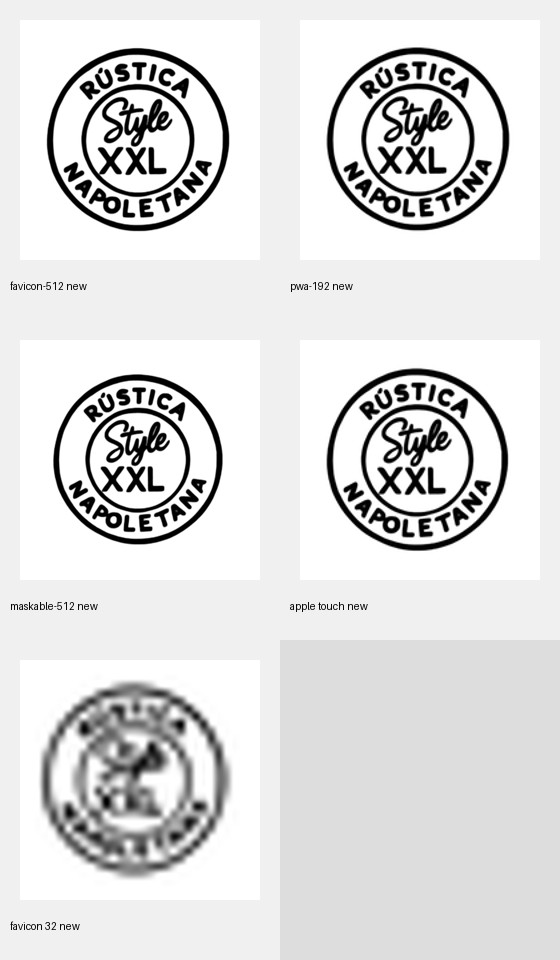 RÚSTICA
Style
XXL
NAPOLETANA
favicon-512 new
RÚSTICA
Style
XXL
NAPOLETANA
pwa-192 new
RÚSTICA
Style
XXL
NAPOLETANA
maskable-512 new
RÚSTICA
Style
XXL
NAPOLETANA
apple touch new
favicon 32 new